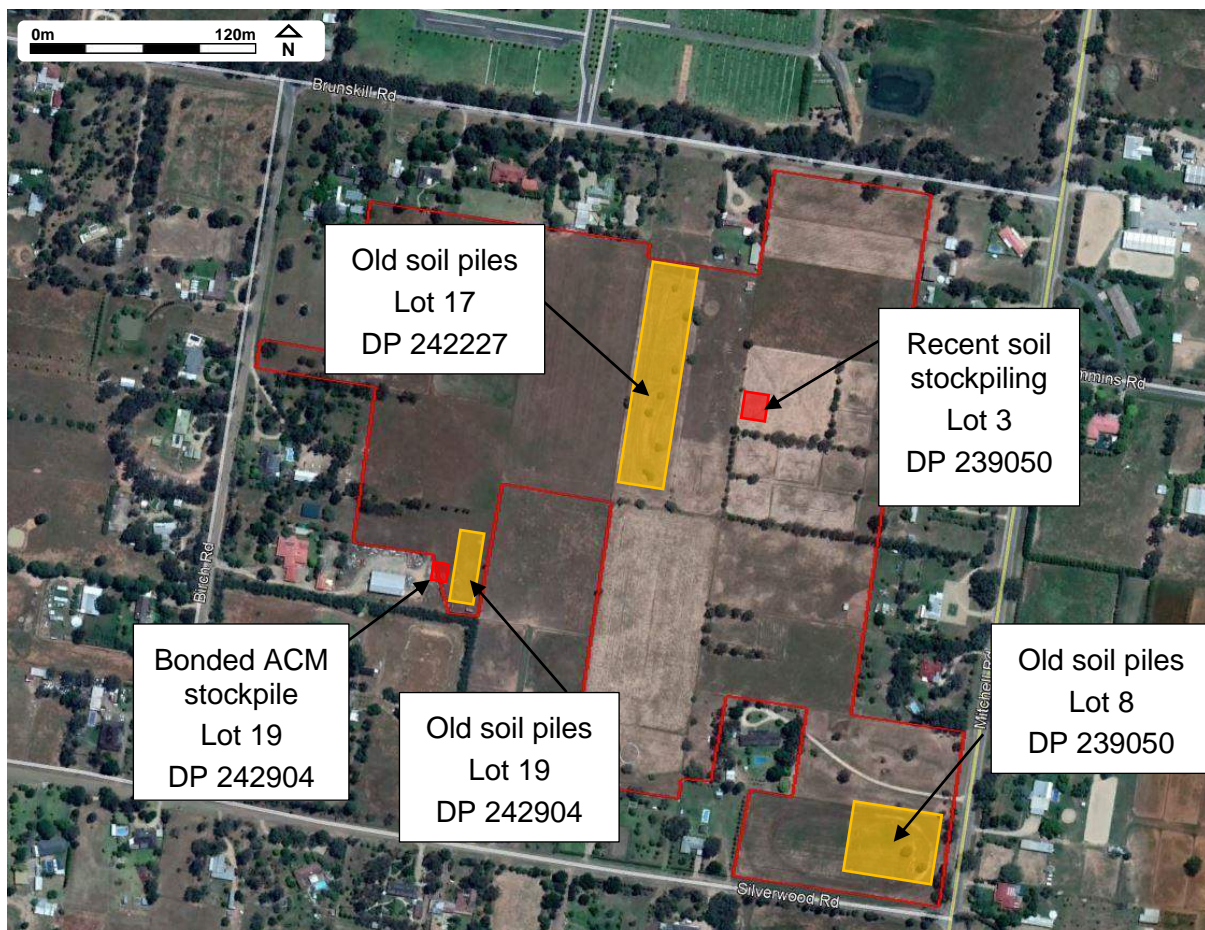 0m 120m
N
Brunskill Rd
Old soil piles
Lot 17
DP 242227
Recent soil
stockpiling
Lot 3
DP 239050
mmins Rd
Birch Rd
Bonded ACM
stockpile
Lot 19
DP 242904
Old soil piles
Lot 19
DP 242904
Old soil piles
Lot 8
DP 239050
Mitchell Rd
Silverwood Rd